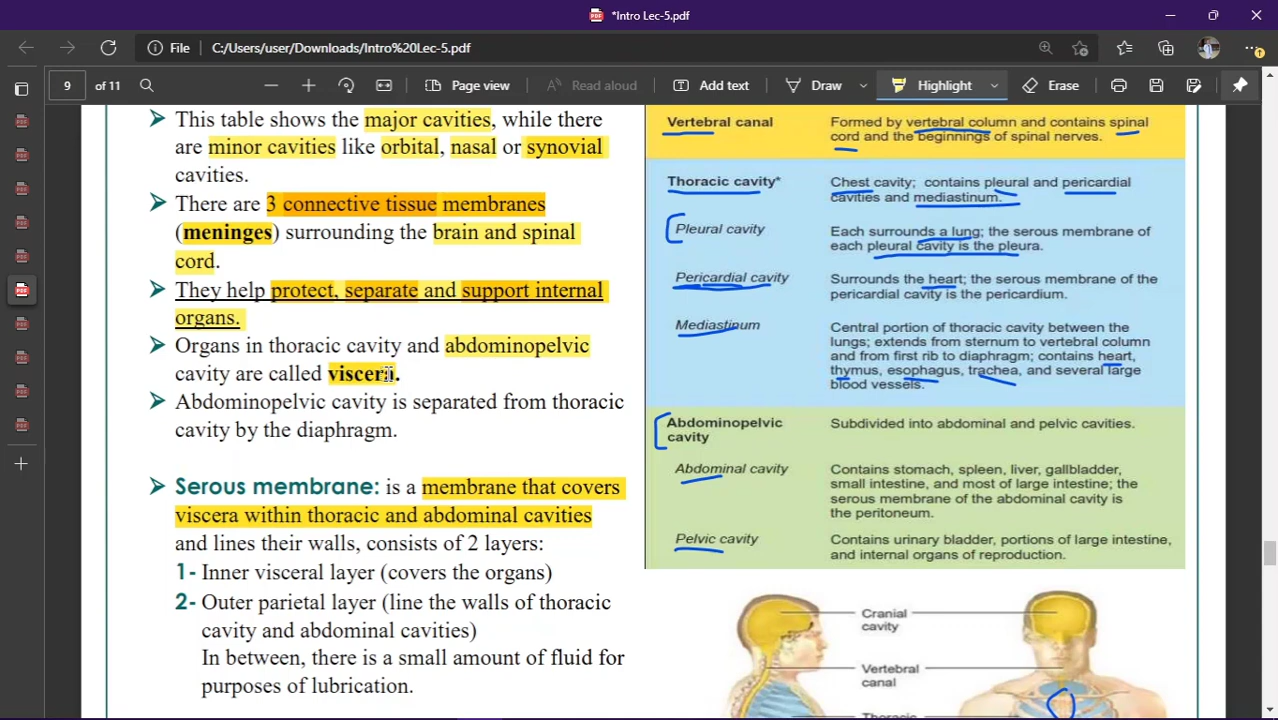 *Intro Lec-5.pdf
File C:/Users/user/Downloads/Intro%20Lec-5.pdf
9 of 11 Page view Read aloud Add text Draw Highlight Erase
➤ This table shows the major cavities, while there
are minor cavities like orbital, nasal or synovial
cavities.
➤ There are 3 connective tissue membranes
(meninges) surrounding the brain and spinal
cord.
➤ They help protect, separate and support internal
organs.
➤ Organs in thoracic cavity and abdominopelvic
cavity are called viscera.
➤ Abdominopelvic cavity is separated from thoracic
cavity by the diaphragm.
➤ Serous membrane: is a membrane that covers
viscera within thoracic and abdominal cavities
and lines their walls, consists of 2 layers:
1- Inner visceral layer (covers the organs)
2- Outer parietal layer (line the walls of thoracic
cavity and abdominal cavities)
In between, there is a small amount of fluid for
purposes of lubrication.
Vertebral canal Formed by vertebral column and contains spinal
cord and the beginnings of spinal nerves.
Thoracic cavity* Chest cavity; contains pleural and pericardial
cavities and mediastinum.
Pleural cavity Each surrounds a lung; the serous membrane of
each pleural cavity is the pleura.
Pericardial cavity Surrounds the heart; the serous membrane of the
pericardial cavity is the pericardium.
Mediastinum Central portion of thoracic cavity between the
lungs; extends from sternum to vertebral column
and from first rib to diaphragm; contains heart,
thymus, esophagus, trachea, and several large
blood vessels.
Abdominopelvic Subdivided into abdominal and pelvic cavities.
cavity
Abdominal cavity Contains stomach, spleen, liver, gallbladder,
small intestine, and most of large intestine; the
serous membrane of the abdominal cavity is
the peritoneum.
Pelvic cavity Contains urinary bladder, portions of large intestine,
and internal organs of reproduction.
Cranial
cavity
Vertebral
canal
Thoracic